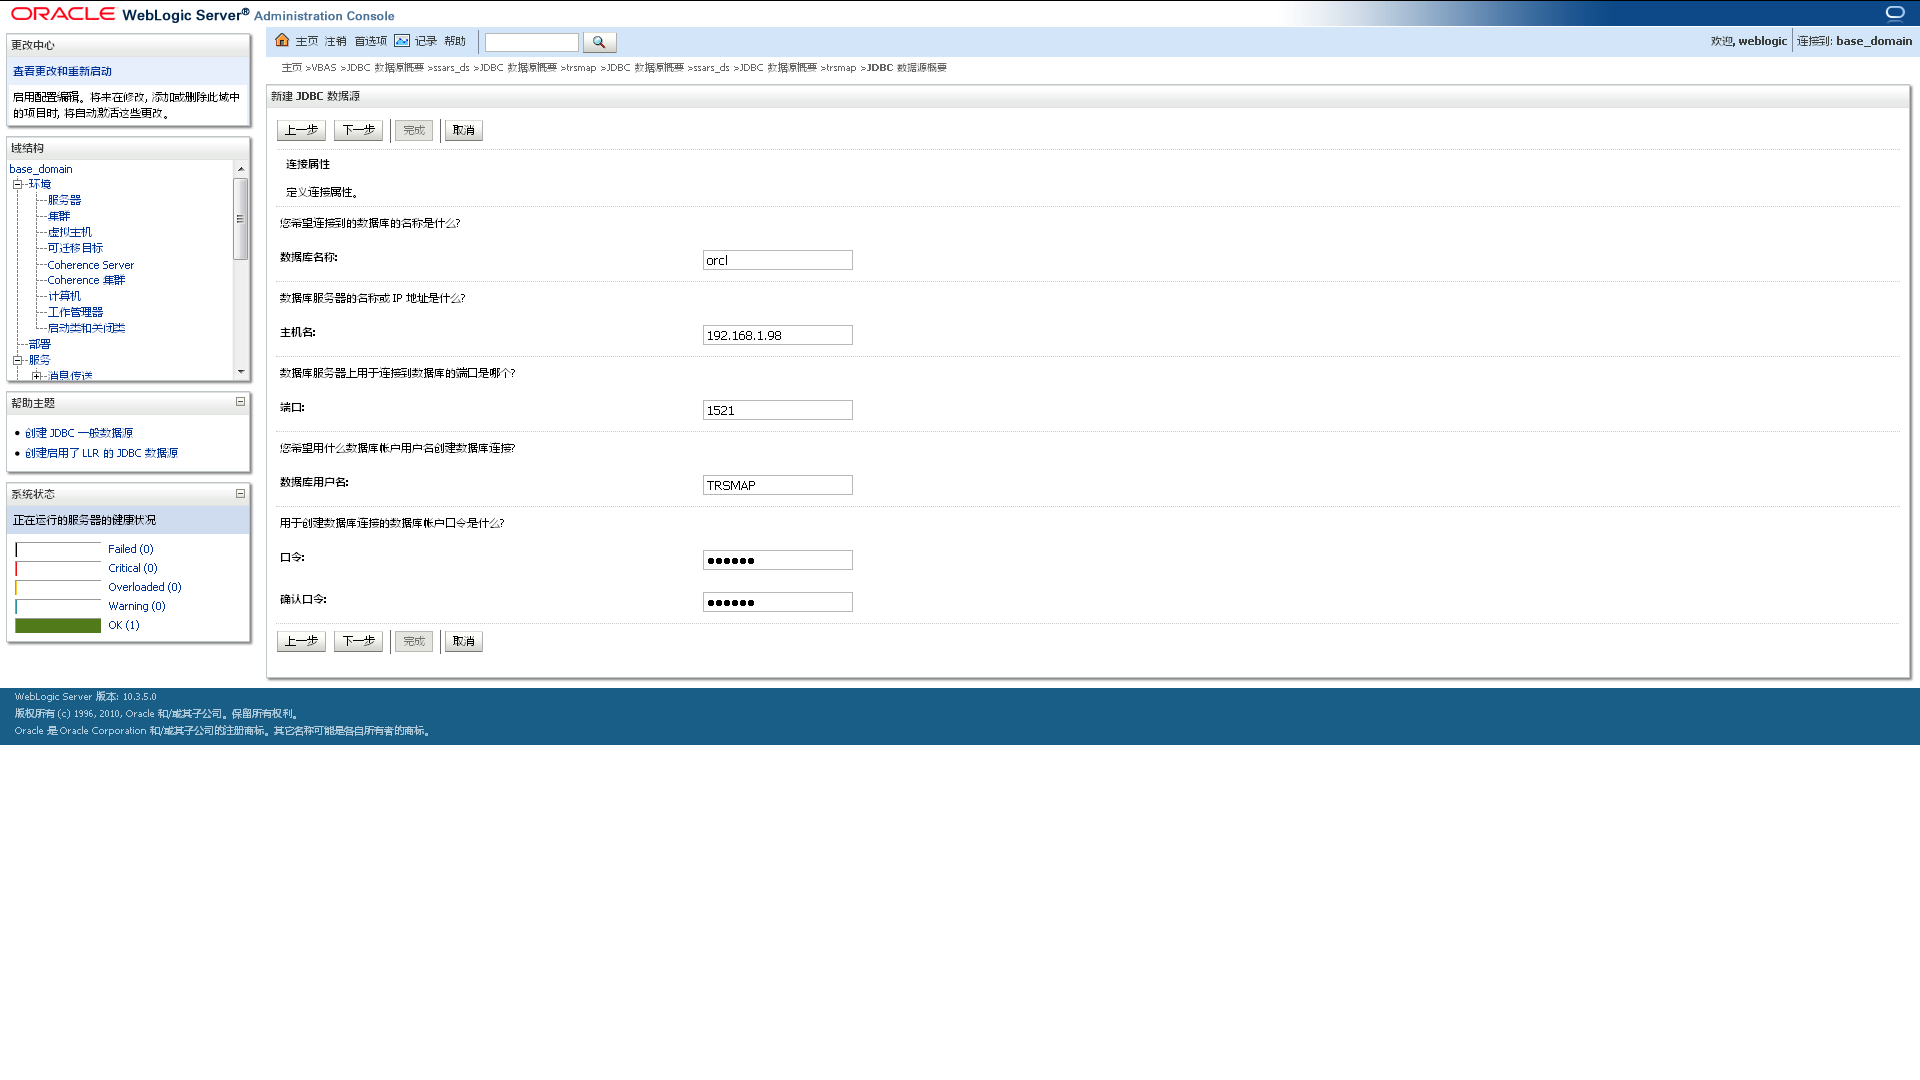 ORACLE WebLogic Server® Administration Console
更改中心
查看更改和重新启动
启用配置编辑。将来在修改, 添加或删除此域中
的项目时, 将自动激活这些更改。
域结构
base_domain
环境
服务器
集群
虚拟主机
可迁移目标
Coherence Server
Coherence 集群
计算机
工作管理器
启动类和关闭类
部署
服务
消息传送
帮助主题
创建 JDBC 一般数据源
创建启用了 LLR 的 JDBC 数据源
系统状态
正在运行的服务器的健康状况
Failed (0)
Critical (0)
Overloaded (0)
Warning (0)
OK (1)
主页 注销 首选项 记录 帮助
欢迎, weblogic 连接到: base_domain
主页 >VBAS >JDBC 数据源概要 >ssars_ds >JDBC 数据源概要 >trsmap >JDBC 数据源概要 >ssars_ds >JDBC 数据源概要 >trsmap >JDBC 数据源概要
新建 JDBC 数据源
上一步 下一步 完成 取消
连接属性
定义连接属性。
您希望连接到的数据库的名称是什么?
数据库名称: orcl
数据库服务器的名称或 IP 地址是什么?
主机名: 192.168.1.98
数据库服务器上用于连接到数据库的端口是哪个?
端口: 1521
您希望用什么数据库帐户用户名创建数据库连接?
数据库用户名: TRSMAP
用于创建数据库连接的数据库帐户口令是什么?
口令: ●●●●●●
确认口令: ●●●●●●
上一步 下一步 完成 取消
WebLogic Server 版本: 10.3.5.0
版权所有 (c) 1996, 2010, Oracle 和/或其子公司。保留所有权利。
Oracle 是 Oracle Corporation 和/或其子公司的注册商标。其它名称可能是各自所有者的商标。